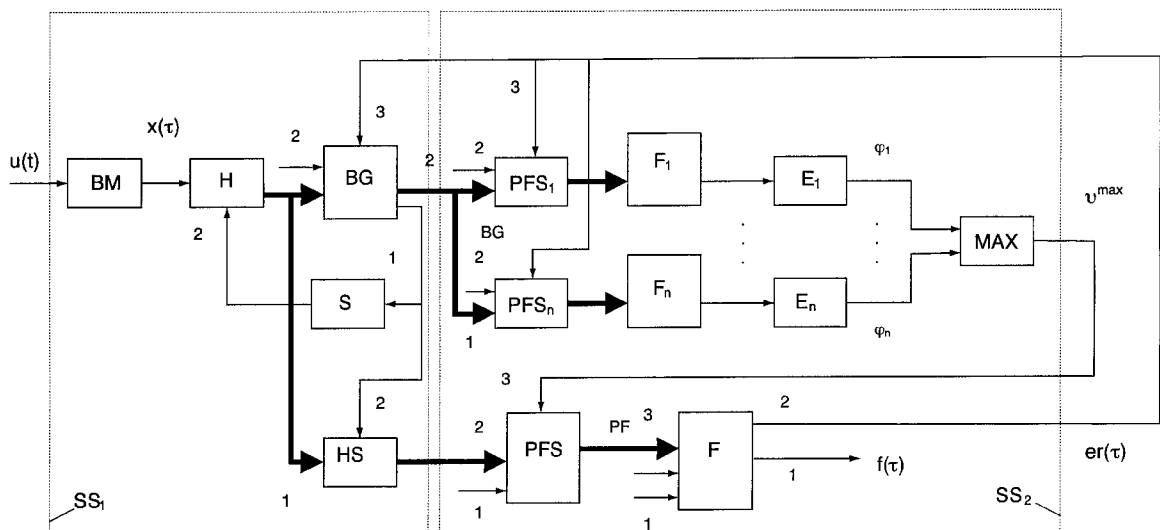 3
3
x(τ)
2
2
2
φ₁
u(t)
BM
H
BG
PFS₁
F₁
E₁
υᵐᵃˣ
MAX
2
BG
1
2
S
PFSₙ
Fₙ
Eₙ
1
φₙ
3
2
2
2
PF
3
HS
PFS
F
er(τ)
1
f(τ)
1
SS₁
1
1
SS₂